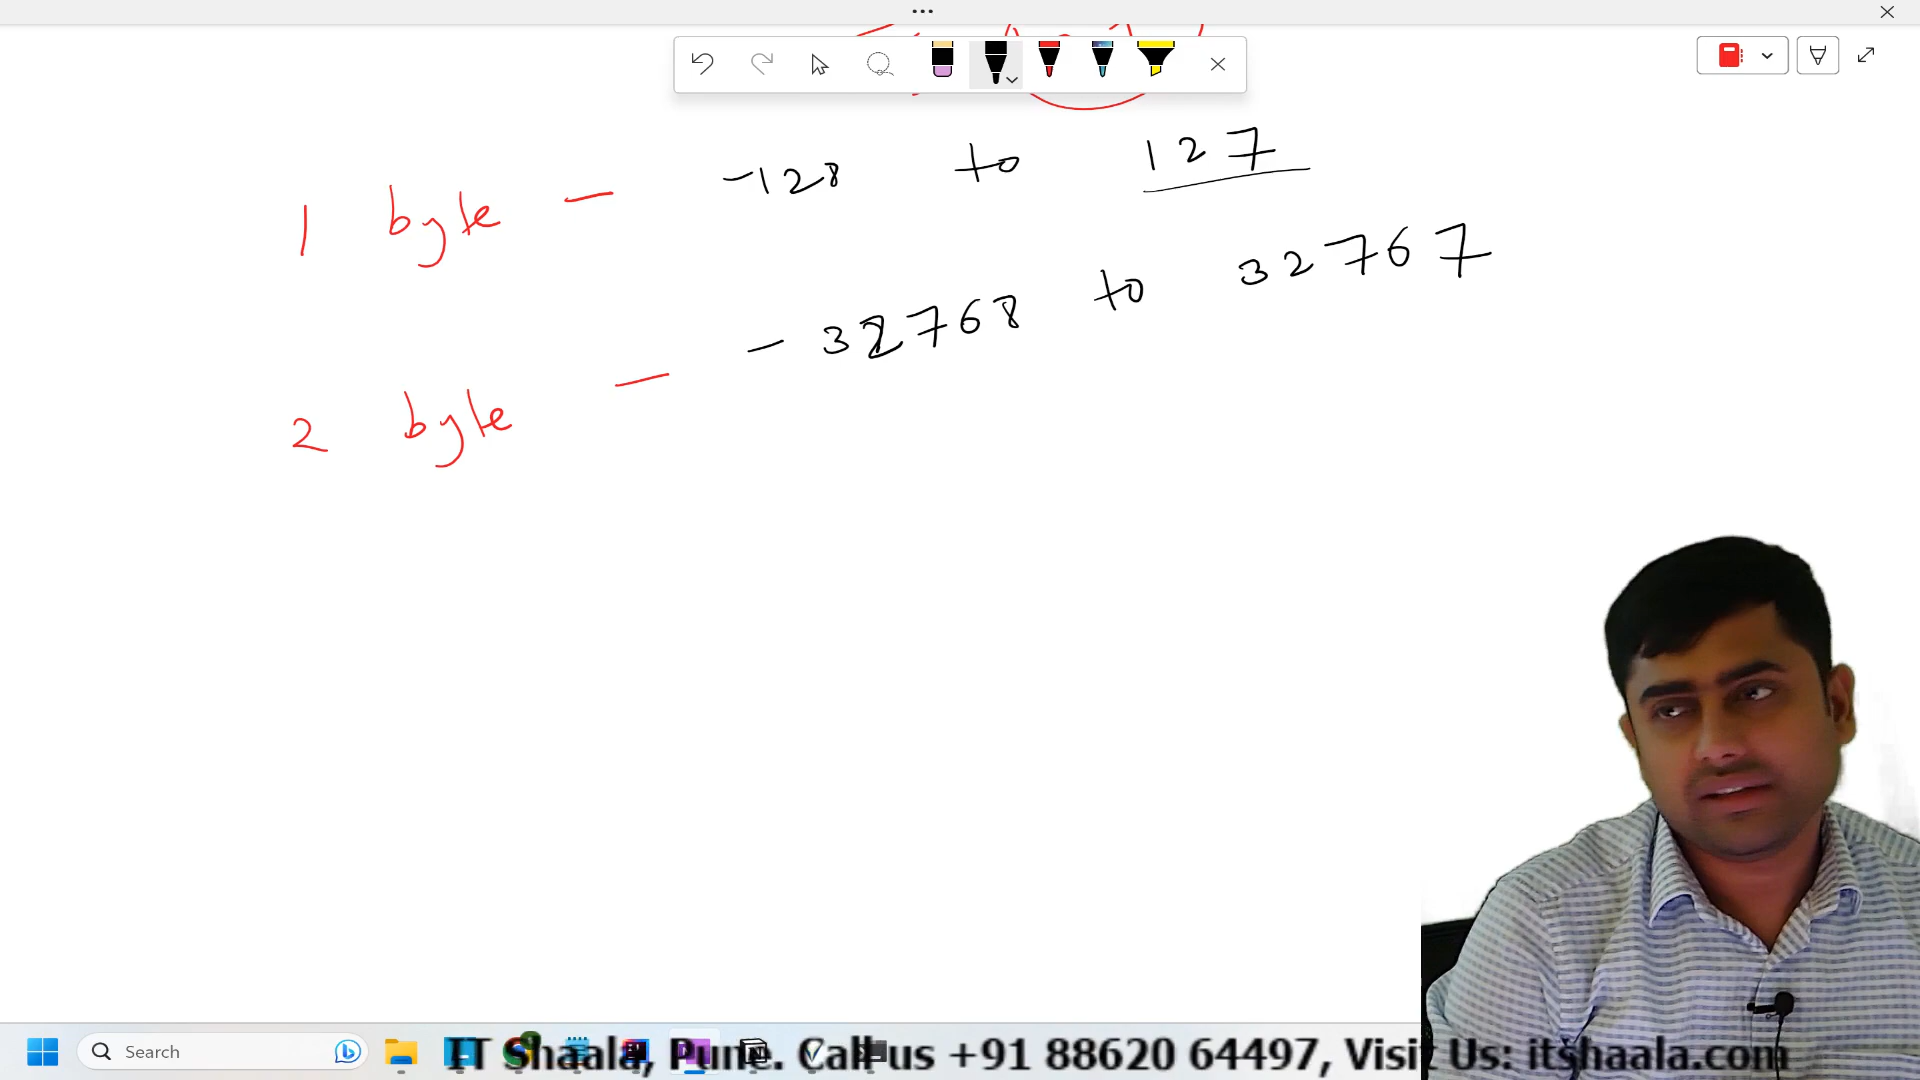 1 byte - -128 to 127
2 byte - - 32768 to 32767
Search
IT Shaala, Pune. Call us +91 88620 64497, Visit Us: itshaala.com